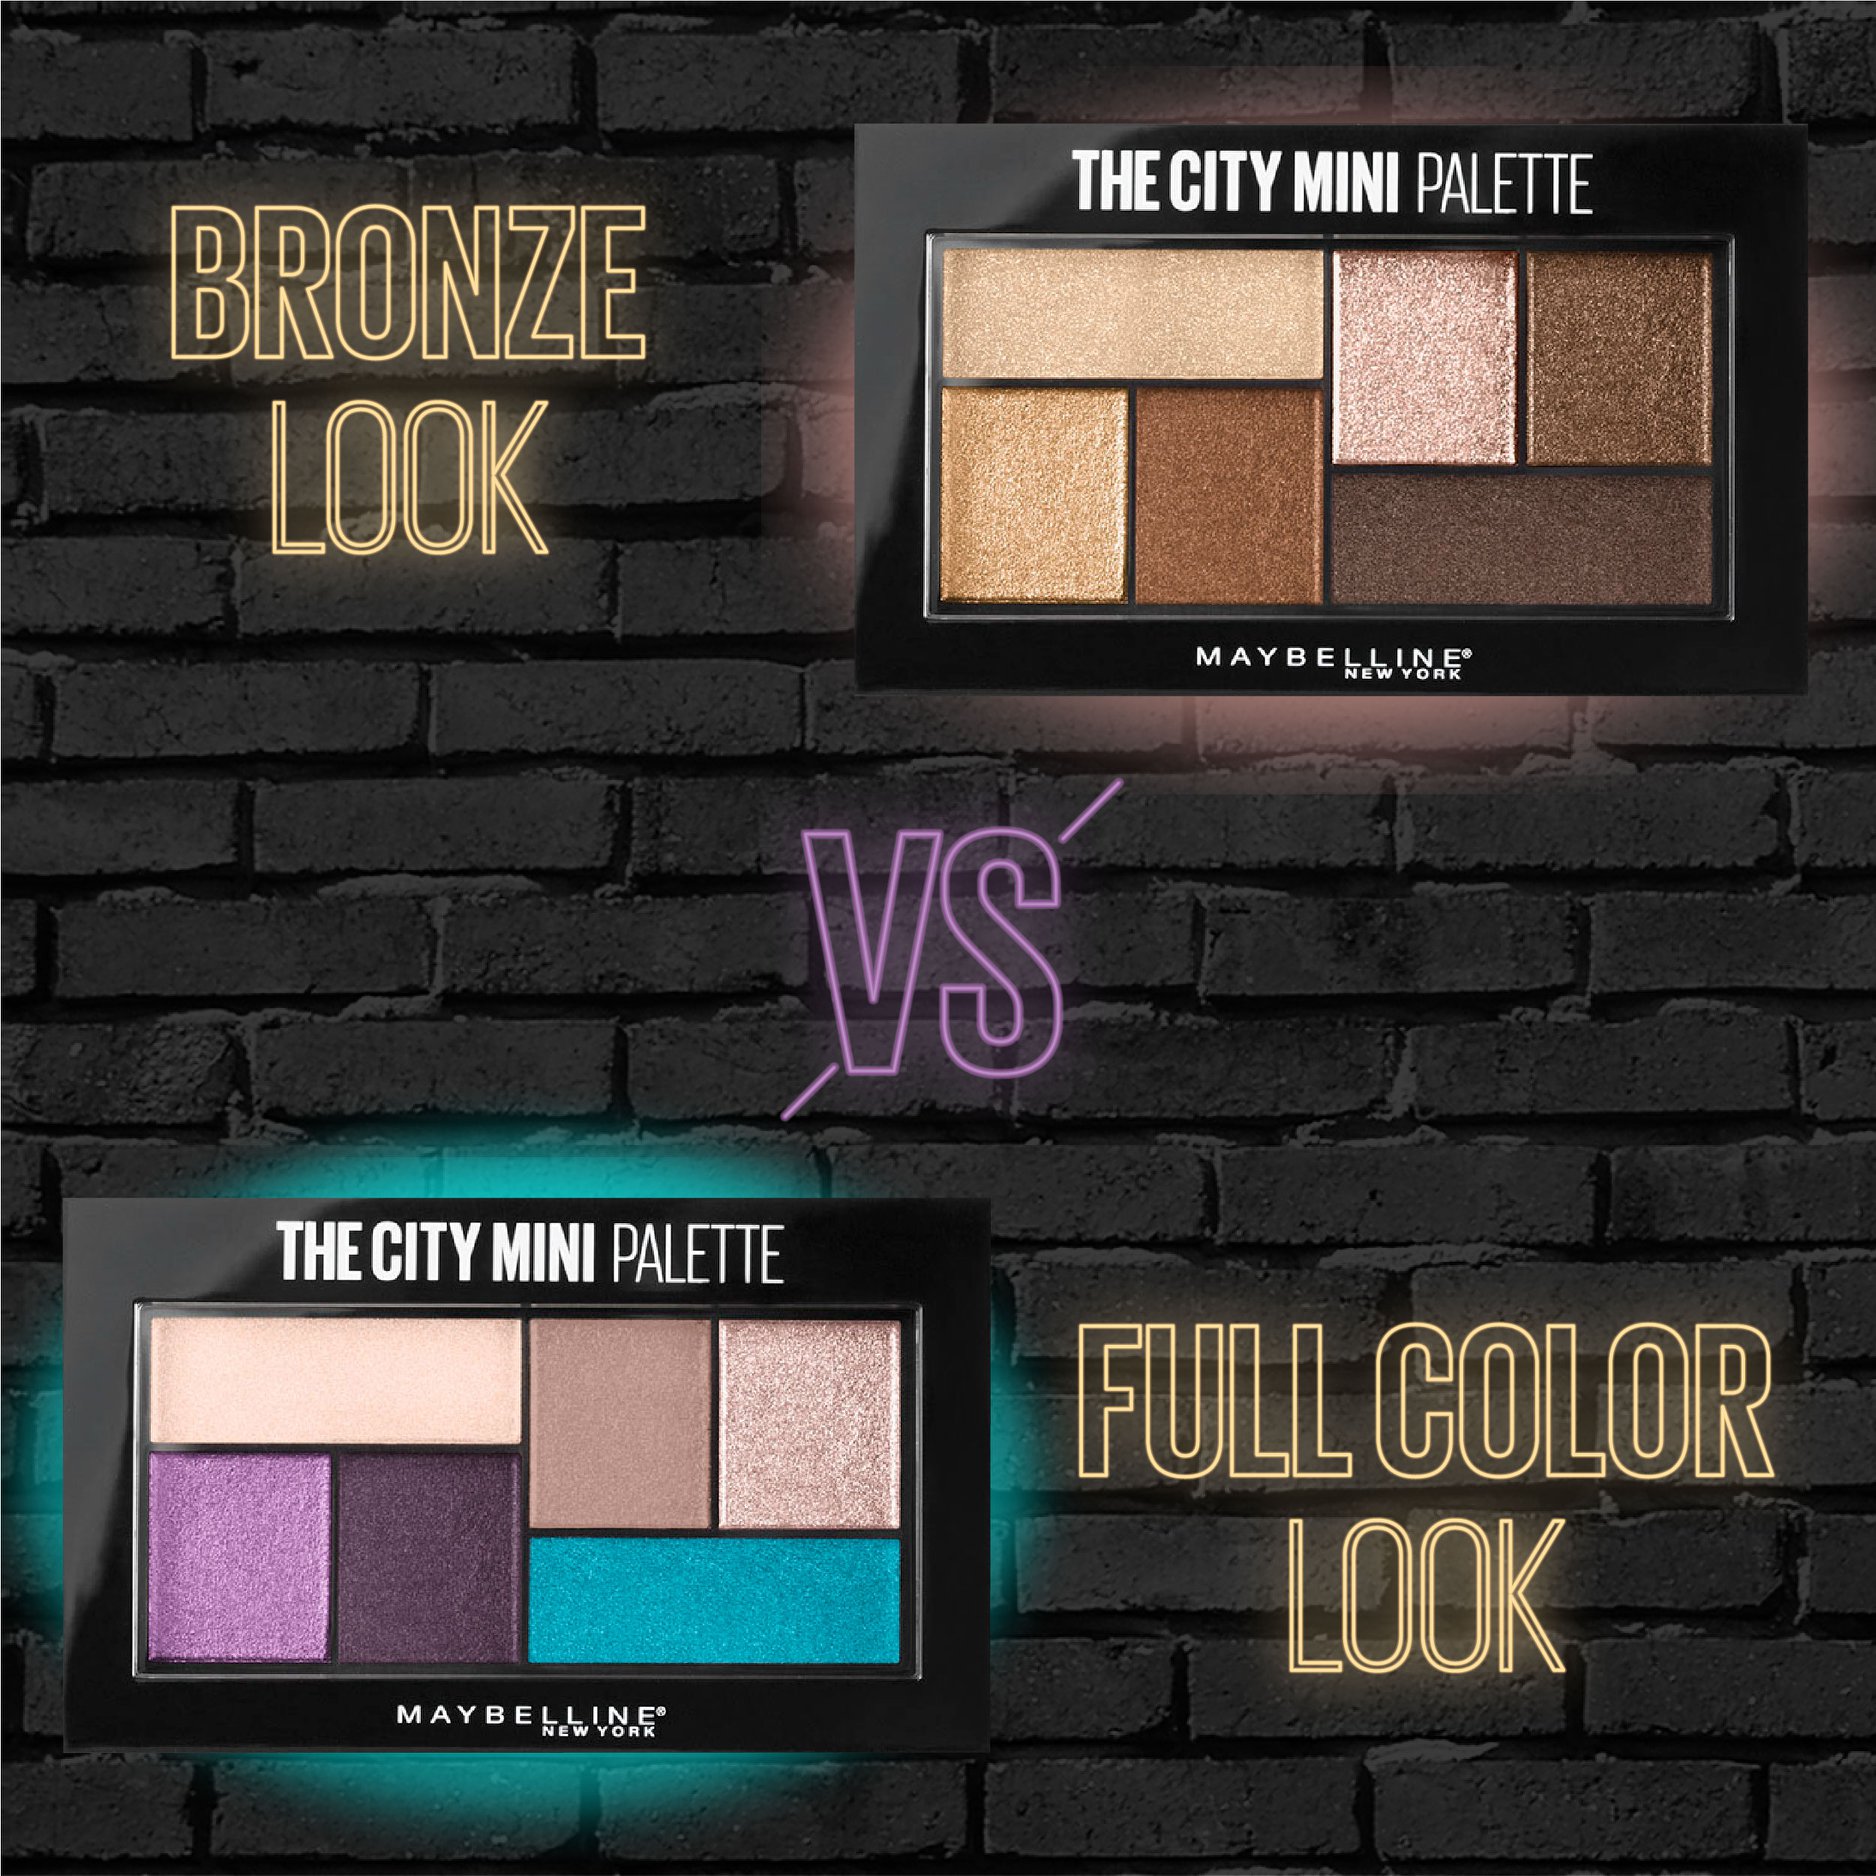 BRONZE
LOOK
THE CITY MINI PALETTE
MAYBELLINE®
NEW YORK
VS
THE CITY MINI PALETTE
MAYBELLINE®
NEW YORK
FULL COLOR
LOOK